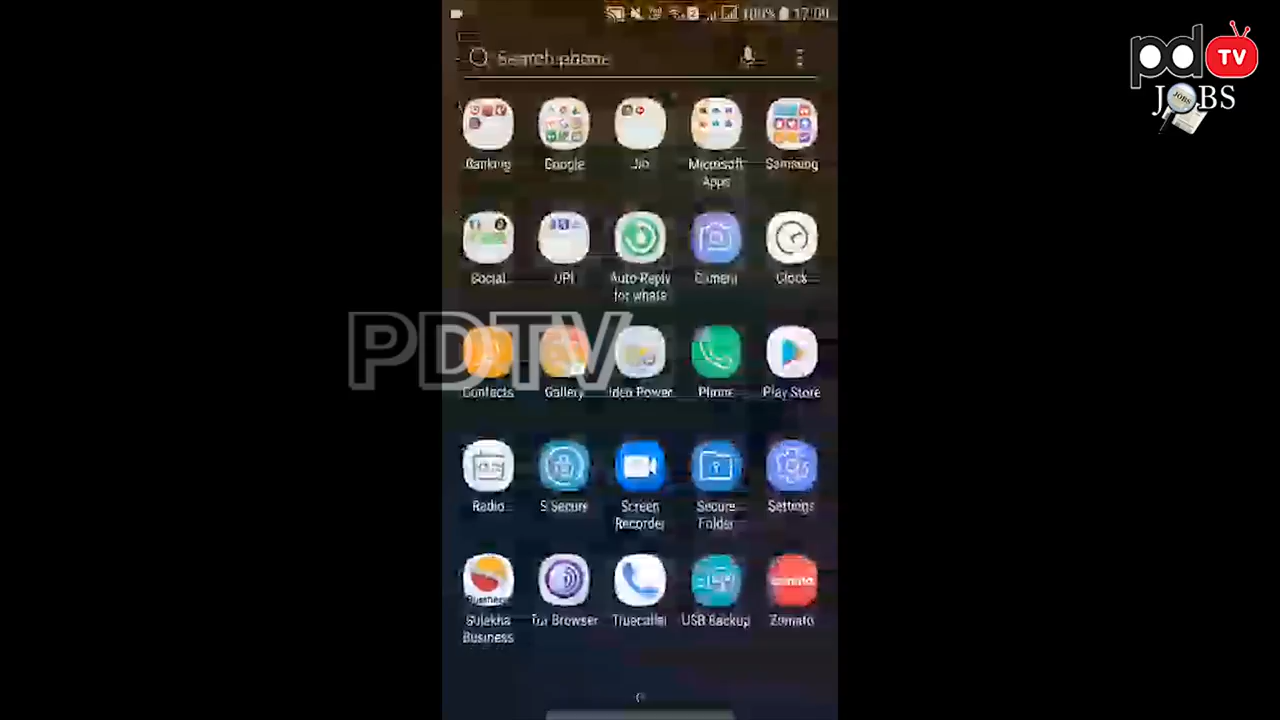 100% 17:09
pd TV
JOBS
Search phone
Banking Google Jio Microsoft Apps Samsung
Social UPI Auto Reply for whats Camera Clock
PDTV
Contacts Gallery Power Phone Play Store
Radio S Secure Screen Recorder Secure Folder Settings
Sulekha Business Tor Browser Truecaller USB Backup Zomato